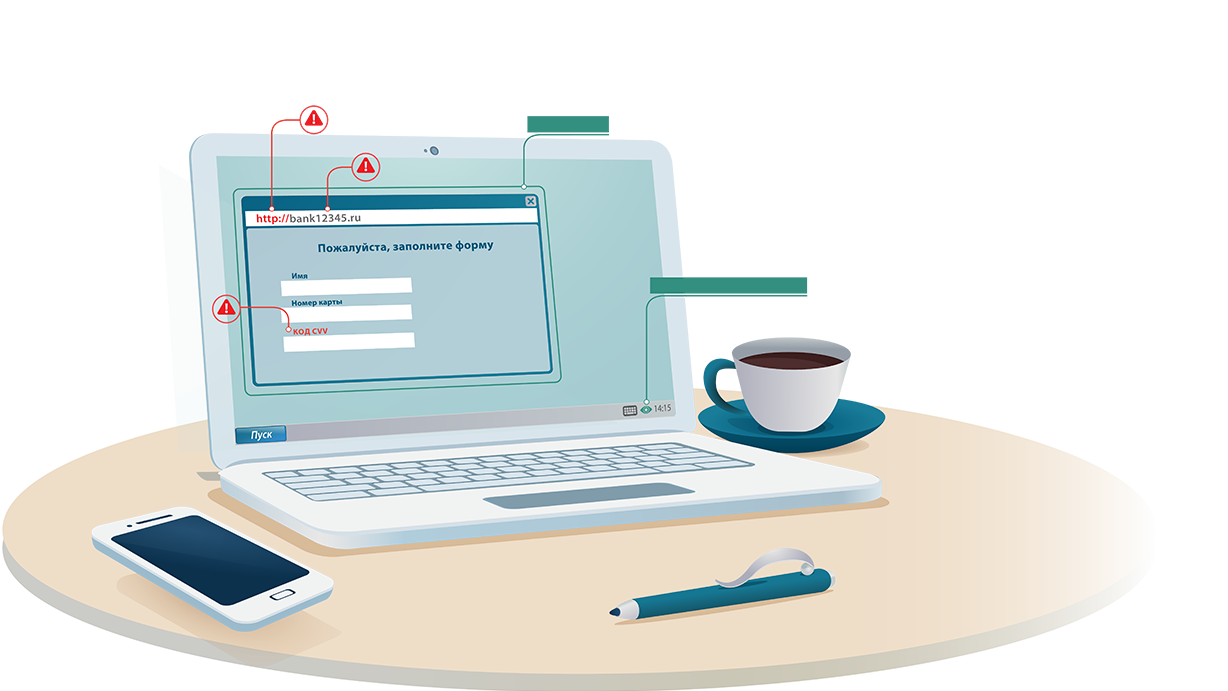 http://bank12345.ru
Пожалуйста, заполните форму
Имя
Номер карты
КОД CVV
14:15
Пуск